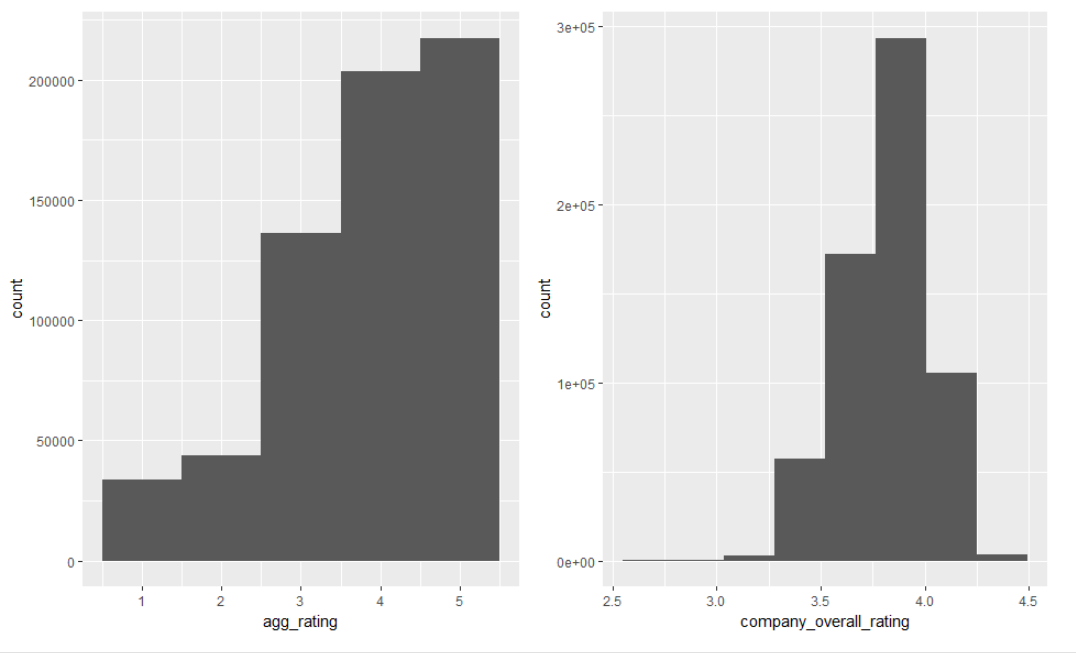 200000
150000
100000
50000
0
count
1
2
3
4
5
agg_rating
3e+05
2e+05
1e+05
0e+00
count
2.5
3.0
3.5
4.0
4.5
company_overall_rating